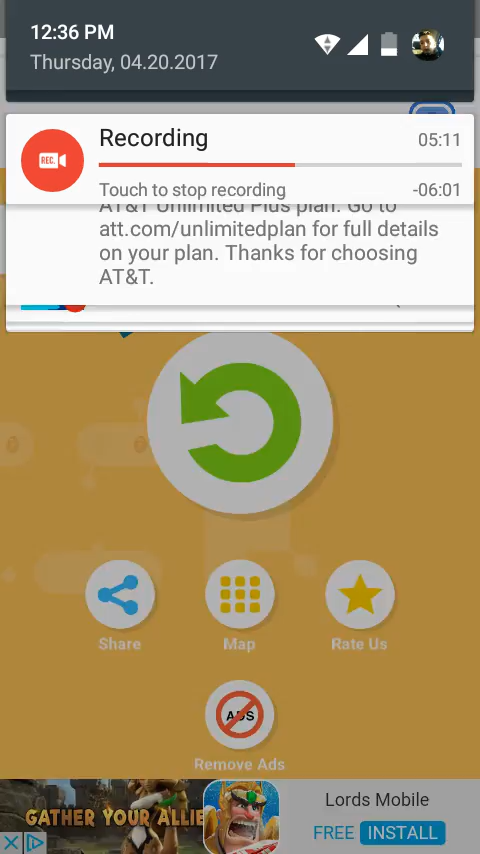 12:36 PM
Thursday, 04.20.2017
REC.
Recording
05:11
Touch to stop recording
-06:01
AT&T Unlimited Plus plan. Go to
att.com/unlimitedplan for full details
on your plan. Thanks for choosing
AT&T.
Share
Map
Rate Us
ADS
Remove Ads
GATHER YOUR ALLIE
Lords Mobile
FREE INSTALL